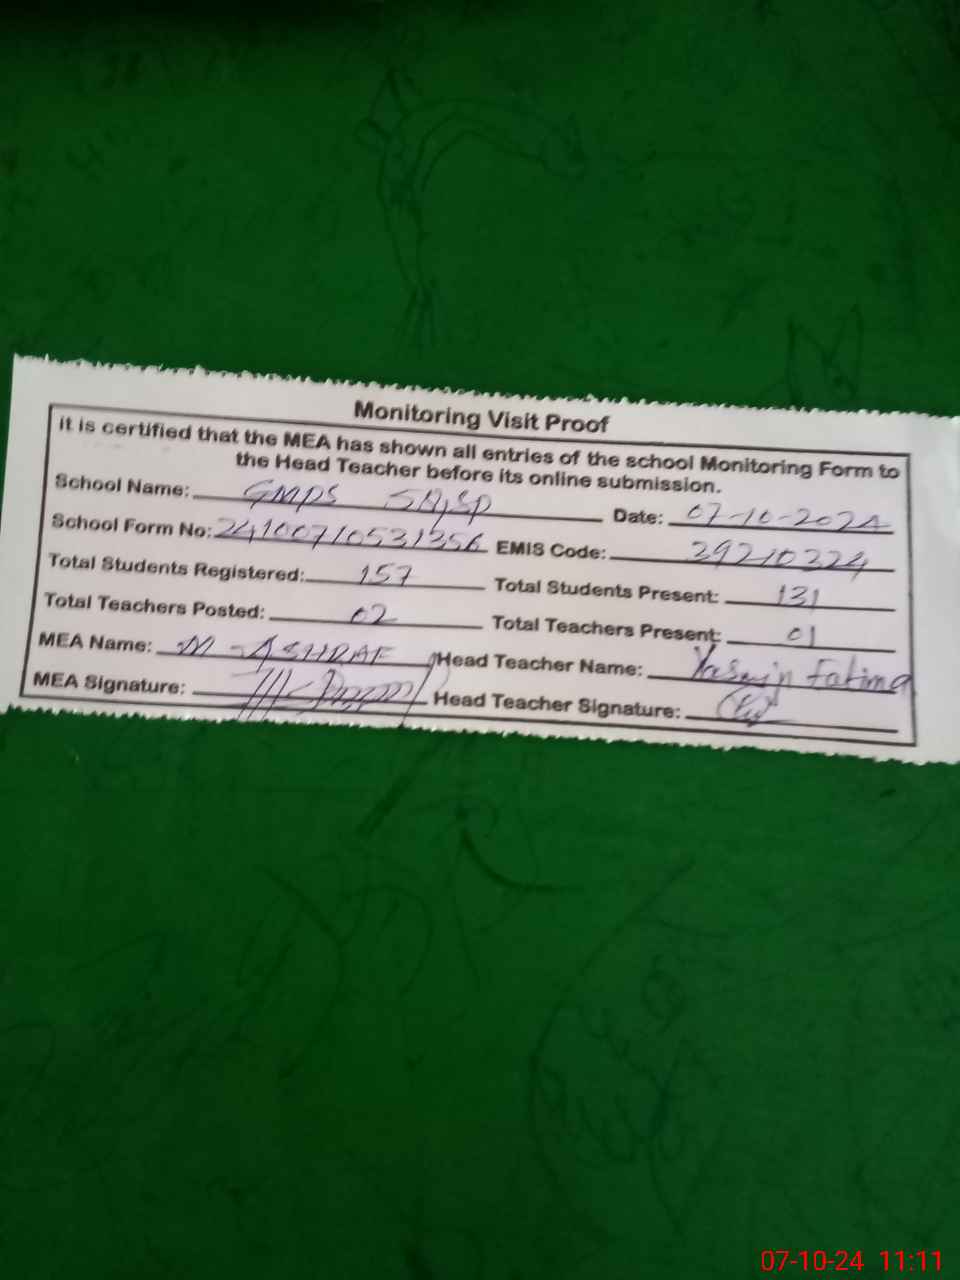 Monitoring Visit Proof
it is certified that the MEA has shown all entries of the school Monitoring Form to
the Head Teacher before its online submission.
School Name: GMPS Date: 07-10-2024
School Form No: 24100710531356 EMIS Code: 39210324
Total Students Registered: 157 Total Students Present: 131
Total Teachers Posted: 02 Total Teachers Present: 01
MEA Name: M-ASHRAF Head Teacher Name: Yasmin Fatima
MEA Signature: Head Teacher Signature:
07-10-24 11:11